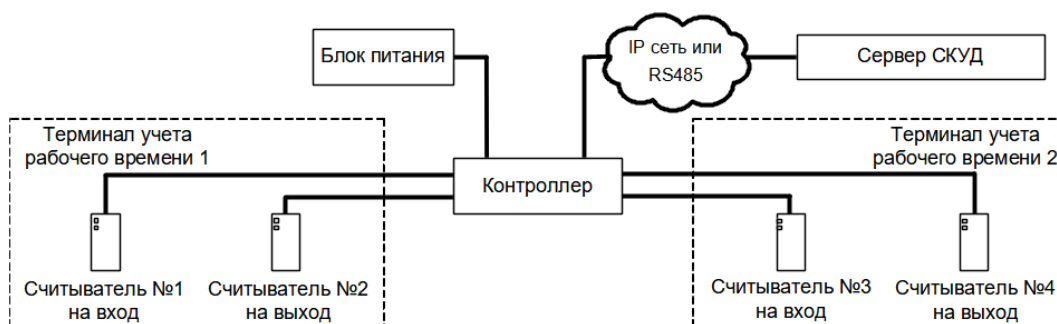 Блок питания
IP сеть или
RS485
Сервер СКУД
Терминал учета
рабочего времени 1
Терминал учета
рабочего времени 2
Контроллер
Считыватель №1
на вход
Считыватель №2
на выход
Считыватель №3
на вход
Считыватель №4
на выход